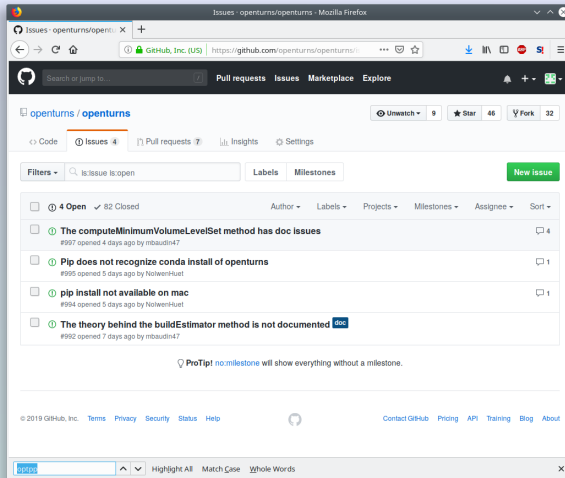 Issues · openturns/openturns - Mozilla Firefox
Issues · openturns/opentu
GitHub, Inc. (US) https://github.com/openturns/openturns/i
Search or jump to... Pull requests Issues Marketplace Explore
openturns / openturns Unwatch 9 Star 46 Fork 32
Code Issues 4 Pull requests 7 Insights Settings
Filters is:issue is:open Labels Milestones New issue
4 Open 82 Closed Author Labels Projects Milestones Assignee Sort
The computeMinimumVolumeLevelSet method has doc issues 4
#997 opened 4 days ago by mbaudin47
Pip does not recognize conda install of openturns 1
#995 opened 5 days ago by NolwenHuet
pip install not available on mac 1
#994 opened 5 days ago by NolwenHuet
The theory behind the buildEstimator method is not documented doc
#992 opened 7 days ago by mbaudin47
ProTip! no:milestone will show everything without a milestone.
© 2019 GitHub, Inc. Terms Privacy Security Status Help Contact GitHub Pricing API Training Blog About
optpp Highlight All Match Case Whole Words